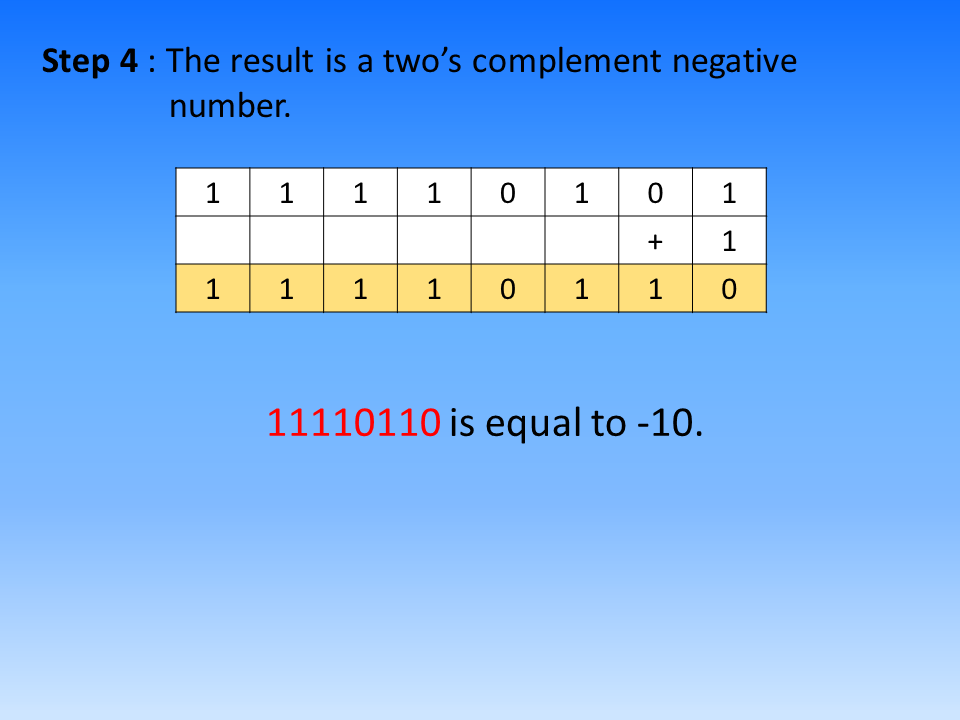 Step 4 : The result is a two’s complement negative
number.
1 1 1 1 0 1 0 1
+ 1
1 1 1 1 0 1 1 0
11110110 is equal to -10.